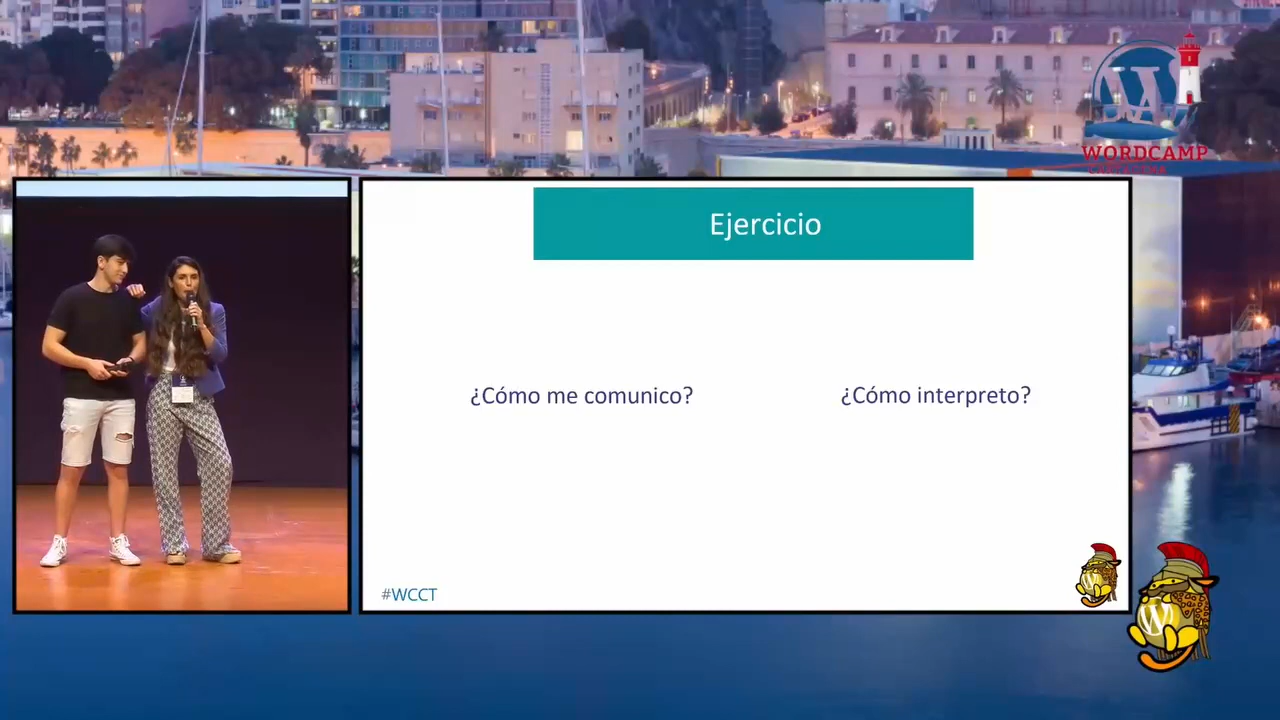 WORDCAMP
Ejercicio
¿Cómo me comunico?
¿Cómo interpreto?
#WCCT